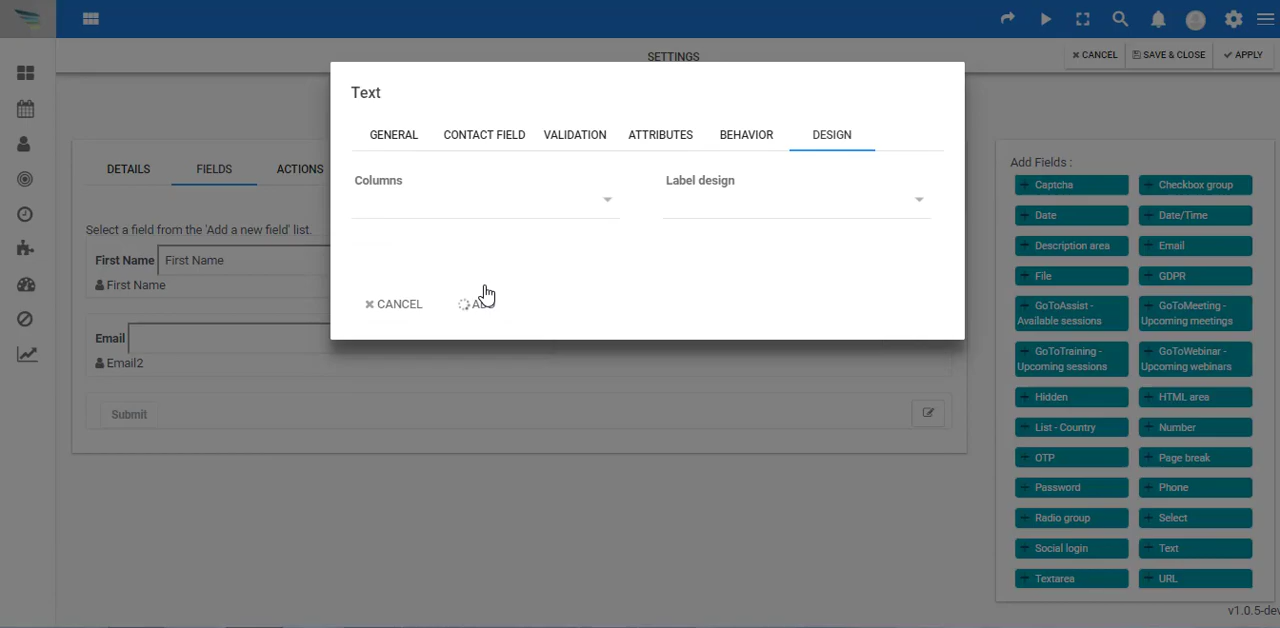 SETTINGS
CANCEL
SAVE & CLOSE
APPLY
Text
GENERAL
CONTACT FIELD
VALIDATION
ATTRIBUTES
BEHAVIOR
DESIGN
Columns
Label design
CANCEL
DETAILS
FIELDS
ACTIONS
Select a field from the 'Add a new field' list.
First Name
First Name
First Name
Email
Email2
Submit
Add Fields :
Captcha
Checkbox group
Date
Date/Time
Description area
Email
File
GDPR
GoToAssist -
Available sessions
GoToMeeting -
Upcoming meetings
GoToTraining -
Upcoming sessions
GoToWebinar -
Upcoming webinars
Hidden
HTML area
List - Country
Number
OTP
Page break
Password
Phone
Radio group
Select
Social login
Text
Textarea
URL
v1.0.5-dev